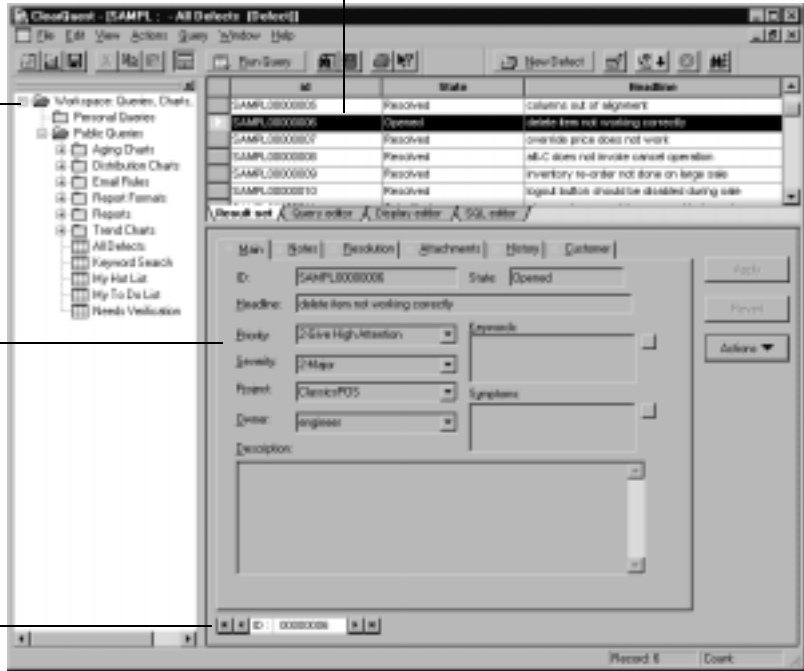 ClearQuest - [SAMPL : - All Defects (Defect)]
File Edit View Actions Query Window Help
Run Query New Defect
Workspace: Queries, Charts,
Personal Queries
Public Queries
Aging Charts
Distribution Charts
Email Rules
Report Formats
Reports
Trend Charts
All Defects
Keyword Search
My Hot List
My To Do List
Needs Verification
id State Headline
SAMPL00000005 Resolved columns out of alignment
SAMPL00000006 Opened delete item not working correctly
SAMPL00000007 Resolved override price does not work
SAMPL00000008 Resolved alt-C does not invoke cancel operation
SAMPL00000009 Resolved inventory re-order not done on large sale
SAMPL00000010 Resolved logout button should be disabled during sale
Result set Query editor Display editor SQL editor
Main Notes Resolution Attachments History Customer
ID: SAMPL00000006 State: Opened
Headline: delete item not working correctly
Priority: 2-Give High Attention Keywords
Severity: 2-Major
Project: ClassicsPOS Symptoms
Owner: engineer
Description:
Apply
Revert
Actions
ID: 00000006
Record: 6 Count: